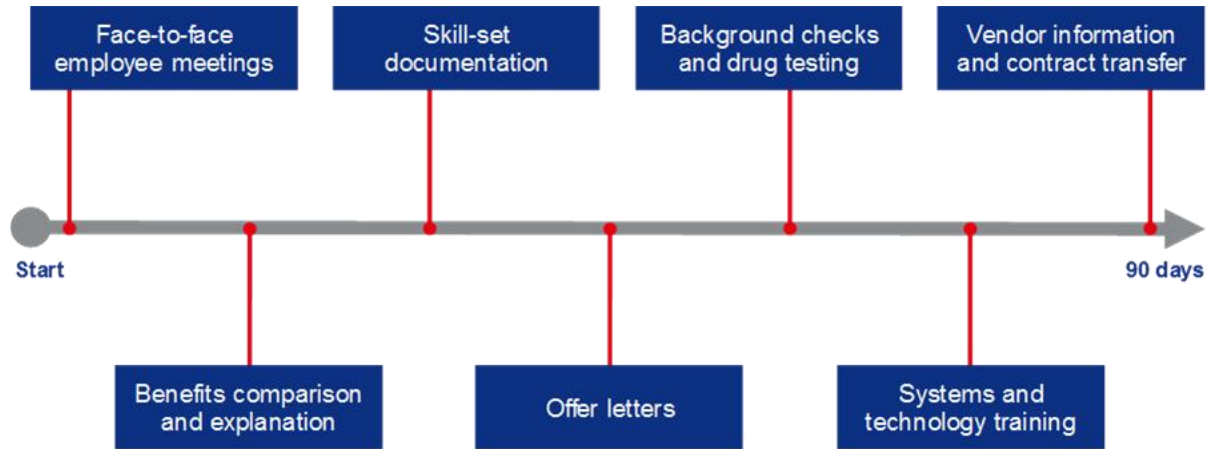 Face-to-face
employee meetings
Skill-set
documentation
Background checks
and drug testing
Vendor information
and contract transfer
Start
90 days
Benefits comparison
and explanation
Offer letters
Systems and
technology training